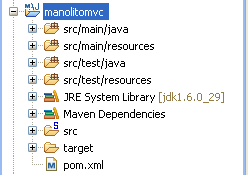 manolitomvc
src/main/java
src/main/resources
src/test/java
src/test/resources
JRE System Library [jdk1.6.0_29]
Maven Dependencies
src
target
pom.xml